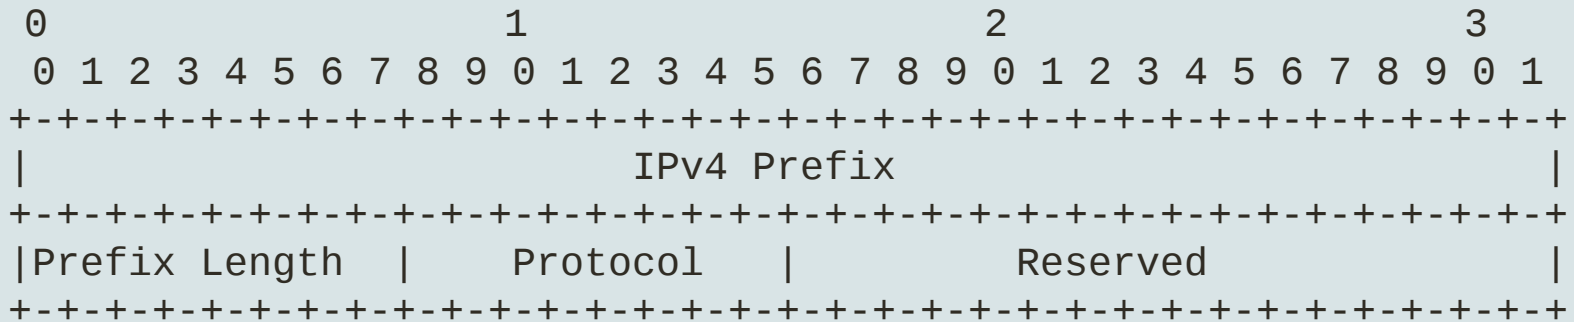 0                   1                   2                   3
 0 1 2 3 4 5 6 7 8 9 0 1 2 3 4 5 6 7 8 9 0 1 2 3 4 5 6 7 8 9 0 1
+-+-+-+-+-+-+-+-+-+-+-+-+-+-+-+-+-+-+-+-+-+-+-+-+-+-+-+-+-+-+-+-+
|                         IPv4 Prefix                           |
+-+-+-+-+-+-+-+-+-+-+-+-+-+-+-+-+-+-+-+-+-+-+-+-+-+-+-+-+-+-+-+-+
|Prefix Length  |    Protocol   |         Reserved              |
+-+-+-+-+-+-+-+-+-+-+-+-+-+-+-+-+-+-+-+-+-+-+-+-+-+-+-+-+-+-+-+-+